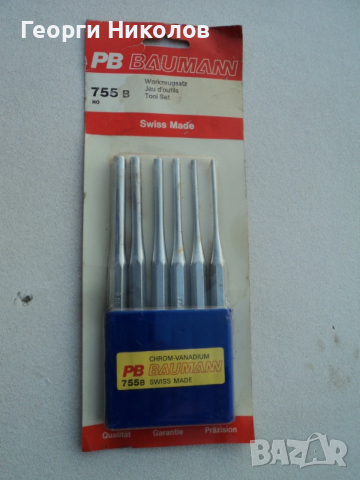 Георги Николов
PB BAUMANN
755 B
Werkzeugsatz
Jeu d'outils
Tool Set
Swiss Made
CHROM-VANADIUM
PB BAUMANN
755B SWISS MADE
Qualität Garantie Präzision
BAZAR